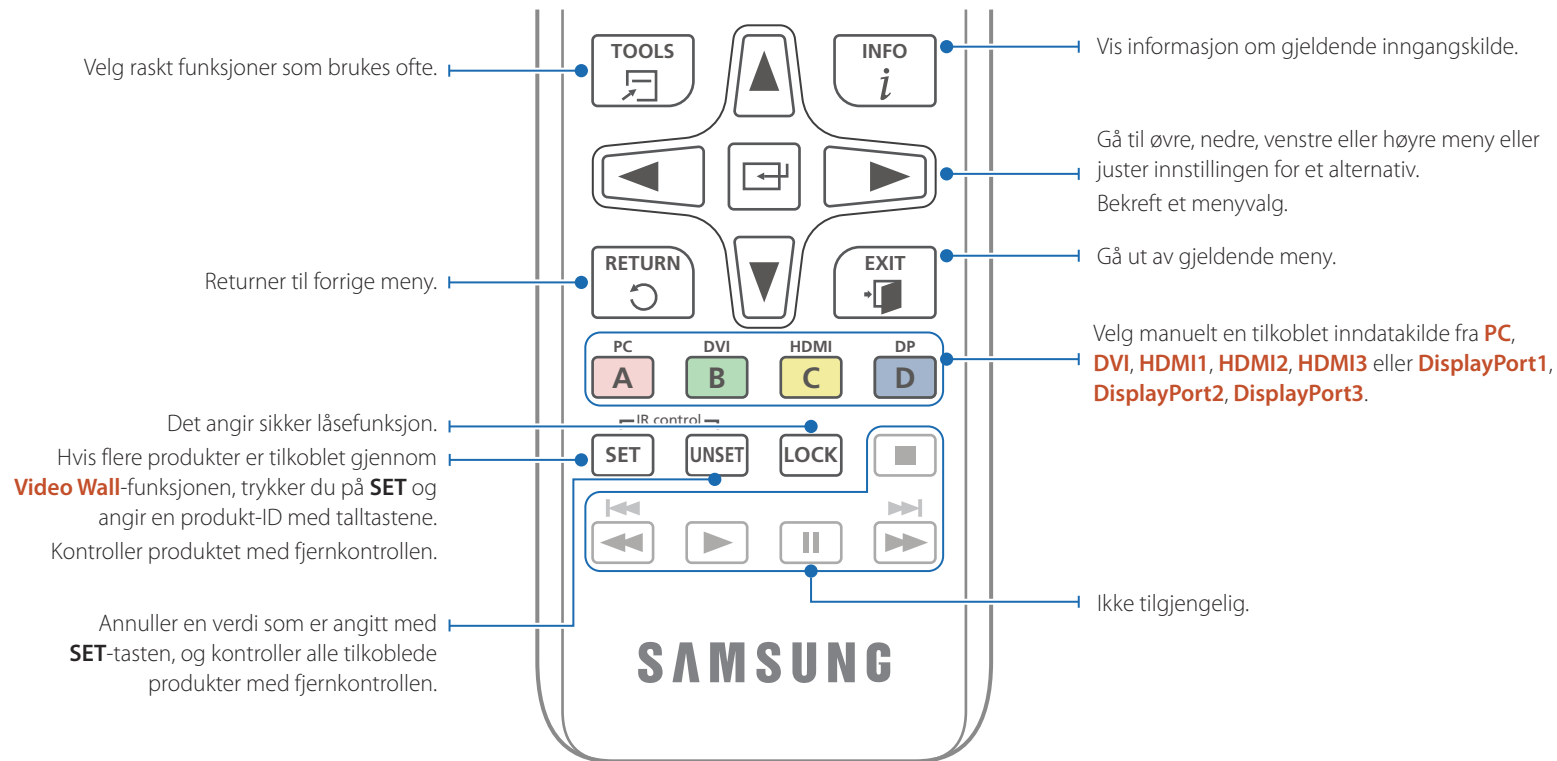 TOOLS
INFO
i
Velg raskt funksjoner som brukes ofte.
Vis informasjon om gjeldende inngangskilde.
Gå til øvre, nedre, venstre eller høyre meny eller
juster innstillingen for et alternativ.
Bekreft et menyvalg.
RETURN
EXIT
Returner til forrige meny.
Gå ut av gjeldende meny.
PC
DVI
HDMI
DP
A
B
C
D
Velg manuelt en tilkoblet inndatakilde fra PC,
DVI, HDMI1, HDMI2, HDMI3 eller DisplayPort1,
DisplayPort2, DisplayPort3.
Det angir sikker låsefunksjon.
IR control
SET
UNSET
LOCK
Hvis flere produkter er tilkoblet gjennom
Video Wall-funksjonen, trykker du på SET og
angir en produkt-ID med talltastene.
Kontroller produktet med fjernkontrollen.
Ikke tilgjengelig.
Annuller en verdi som er angitt med
SET-tasten, og kontroller alle tilkoblede
produkter med fjernkontrollen.
SAMSUNG